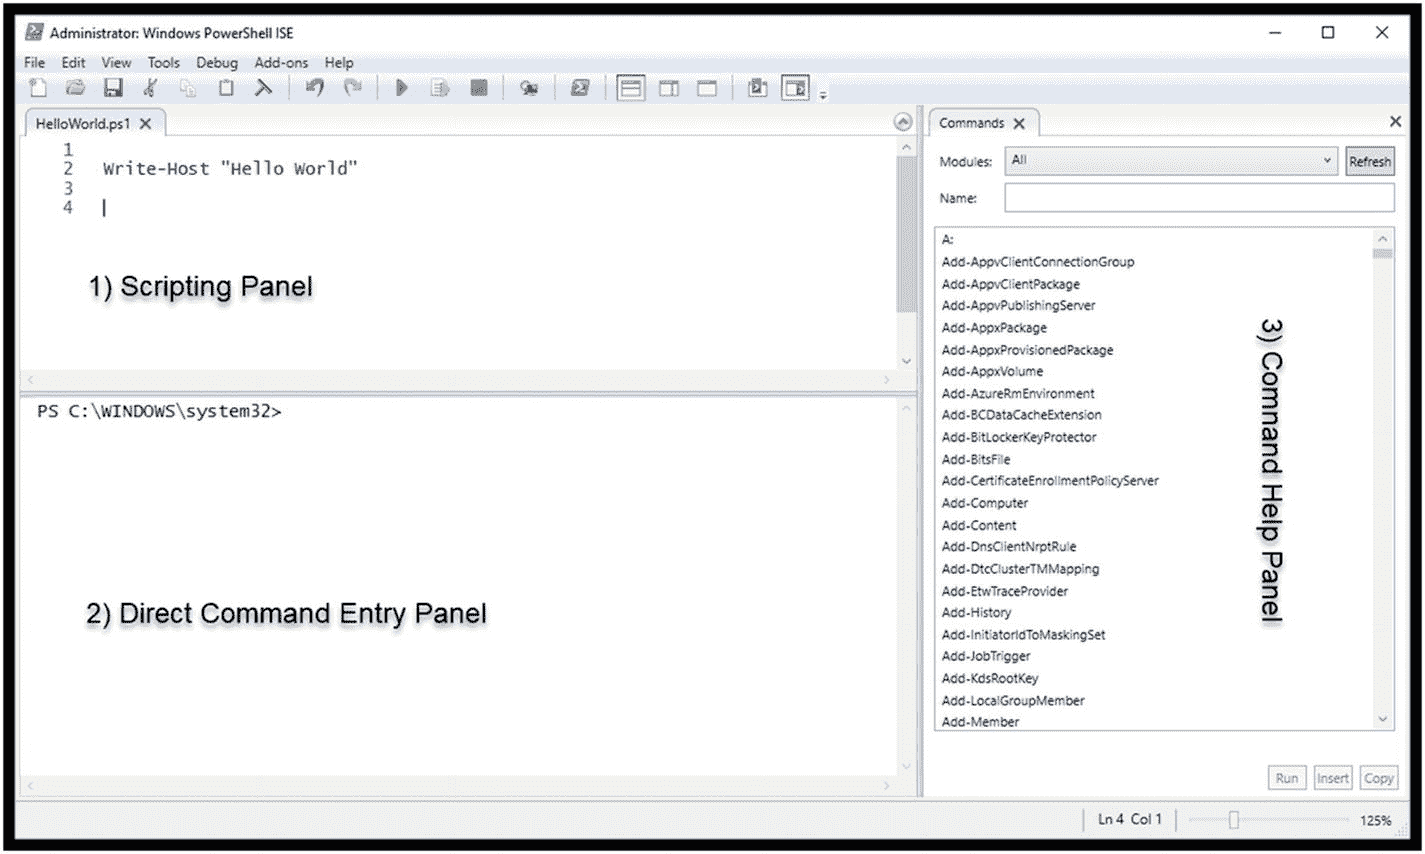 Administrator: Windows PowerShell ISE
File Edit View Tools Debug Add-ons Help
HelloWorld.ps1
1
2 Write-Host "Hello World"
3
4
1) Scripting Panel
PS C:\WINDOWS\system32>
2) Direct Command Entry Panel
Commands
Modules: All Refresh
Name:
A:
Add-AppvClientConnectionGroup
Add-AppvClientPackage
Add-AppvPublishingServer
Add-AppxPackage
Add-AppxProvisionedPackage
Add-AppxVolume
Add-AzureRmEnvironment
Add-BCDataCacheExtension
Add-BitLockerKeyProtector
Add-BitsFile
Add-CertificateEnrollmentPolicyServer
Add-Computer
Add-Content
Add-DnsClientNrptRule
Add-DtcClusterTMMapping
Add-EtwTraceProvider
Add-History
Add-InitiatorIdToMaskingSet
Add-JobTrigger
Add-KdsRootKey
Add-LocalGroupMember
Add-Member
3) Comnand Help Panel
Run Insert Copy
Ln 4 Col 1 125%